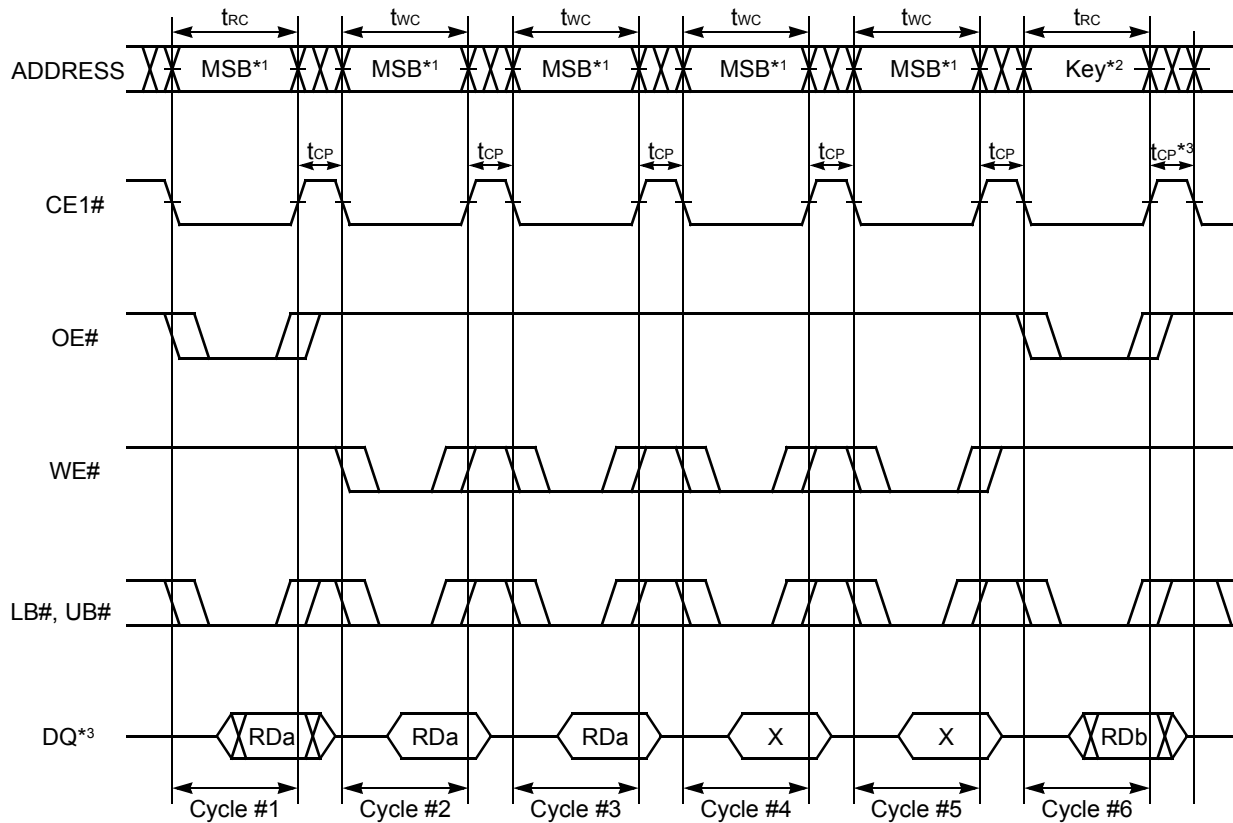 tRC tWC tWC tWC tWC tRC
ADDRESS MSB*1 MSB*1 MSB*1 MSB*1 MSB*1 Key*2
tCP tCP tCP tCP tCP tCP*3
CE1#
OE#
WE#
LB#, UB#
DQ*3 RDa RDa RDa X X RDb
Cycle #1 Cycle #2 Cycle #3 Cycle #4 Cycle #5 Cycle #6